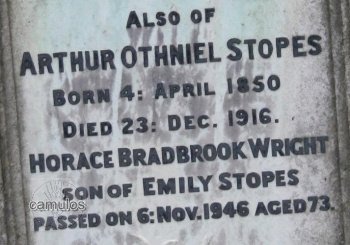 ALSO OF
ARTHUR OTHNIEL STOPES
BORN 4: APRIL 1850
DIED 23: DEC. 1916.
HORACE BRADBROOK WRIGHT
SON OF EMILY STOPES
PASSED ON 6: NOV. 1946 AGED 73.
camulos